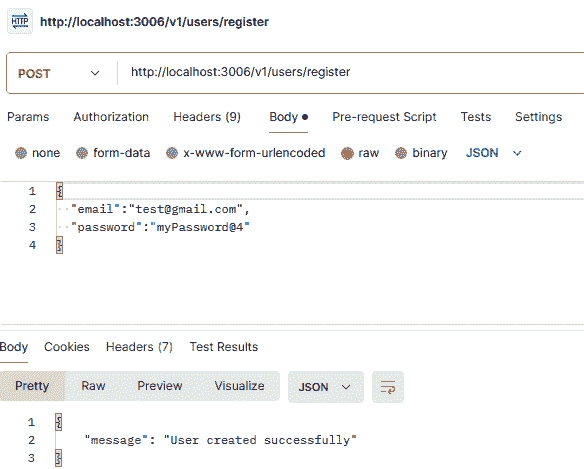 HTTP http://localhost:3006/v1/users/register
POST http://localhost:3006/v1/users/register
Params Authorization Headers (9) Body Pre-request Script Tests Settings
none form-data x-www-form-urlencoded raw binary JSON
1 {
2 "email":"test@gmail.com",
3 "password":"myPassword@4"
4 }
Body Cookies Headers (7) Test Results
Pretty Raw Preview Visualize JSON
1 {
2 "message": "User created successfully"
3 }